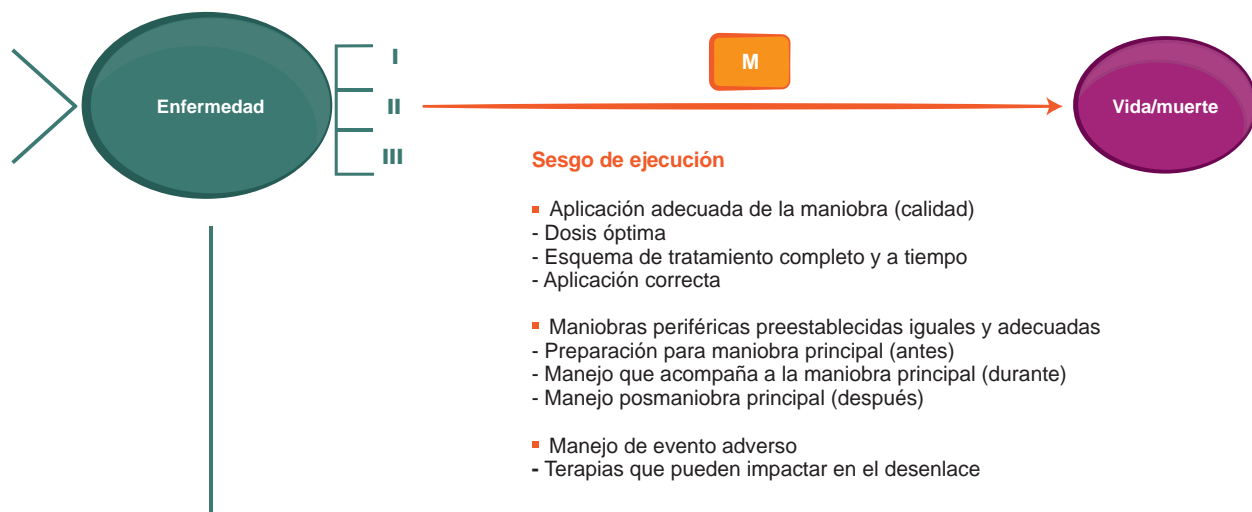 M
I
Enfermedad
II
Vida/muerte
III
Sesgo de ejecución
▪ Aplicación adecuada de la maniobra (calidad)
- Dosis óptima
- Esquema de tratamiento completo y a tiempo
- Aplicación correcta
▪ Maniobras periféricas preestablecidas iguales y adecuadas
- Preparación para maniobra principal (antes)
- Manejo que acompaña a la maniobra principal (durante)
- Manejo posmaniobra principal (después)
▪ Manejo de evento adverso
- Terapias que pueden impactar en el desenlace